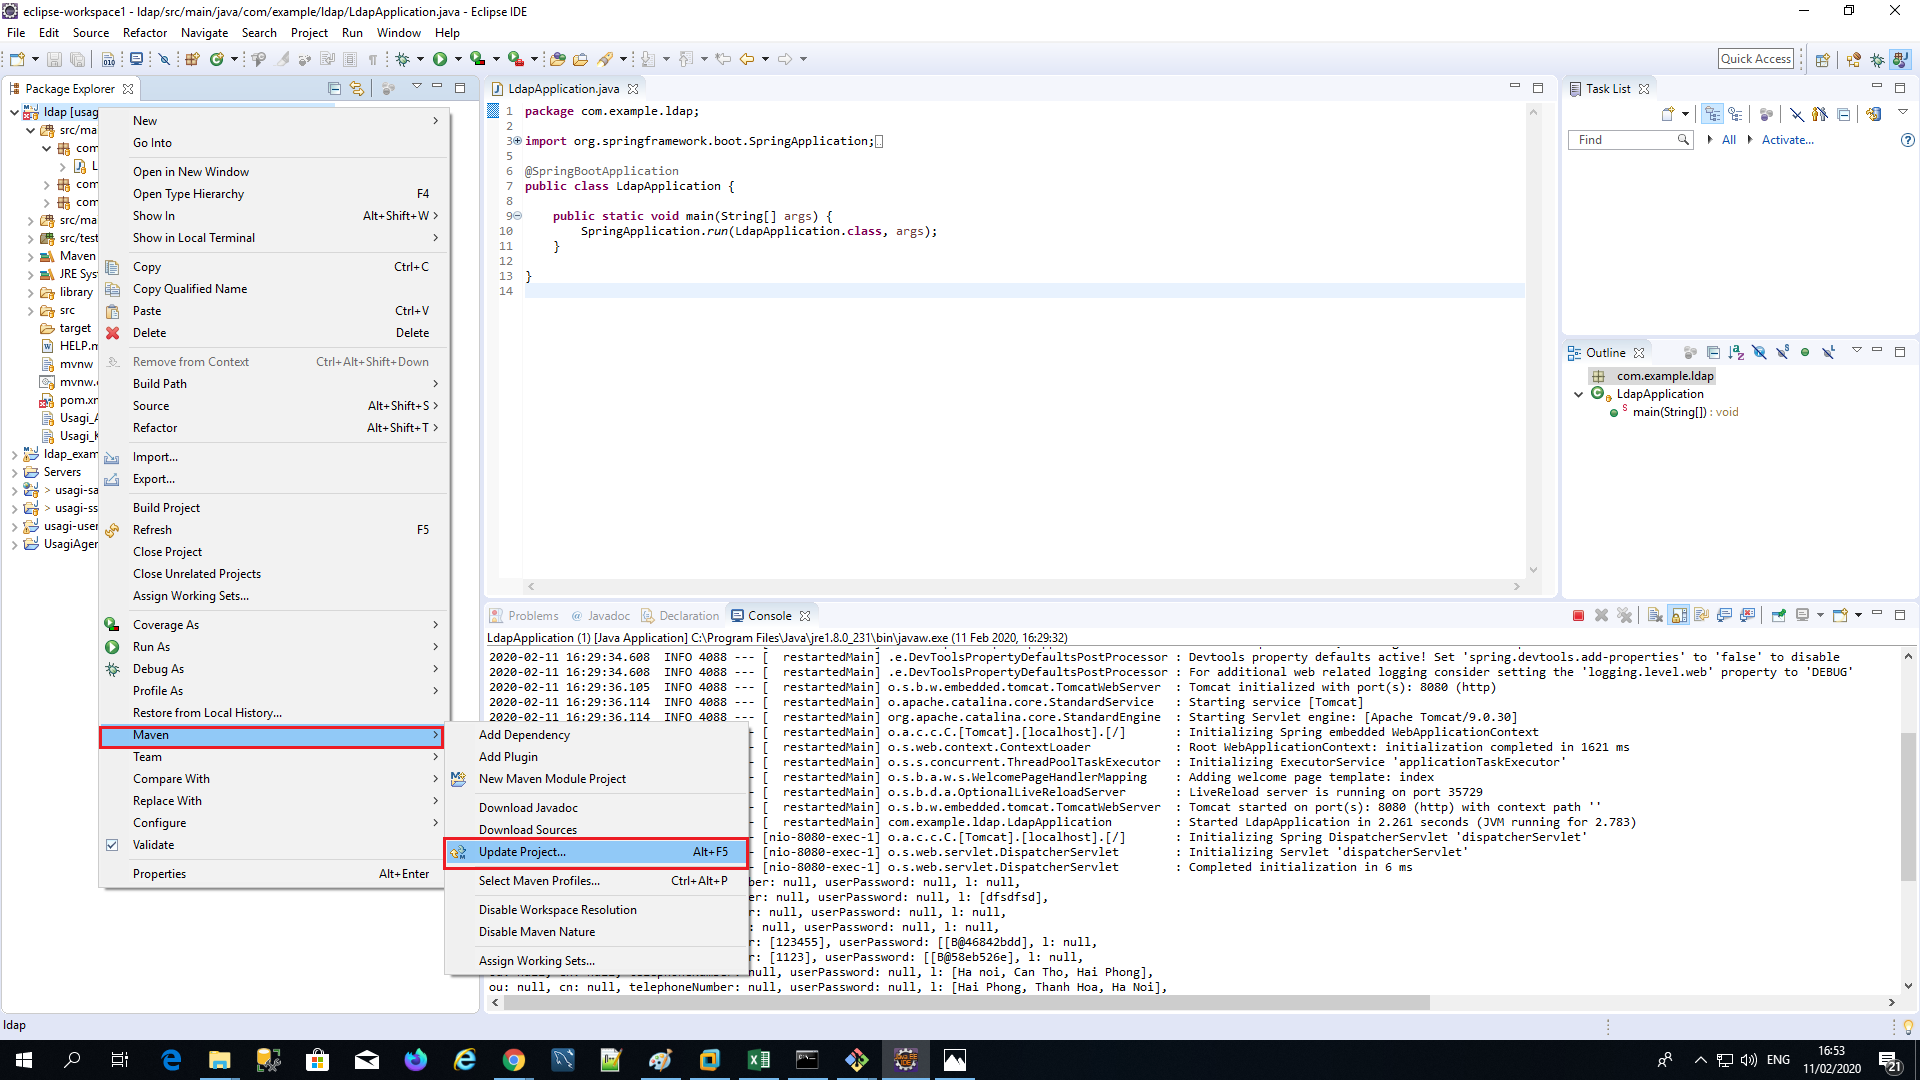 eclipse-workspace1 - ldap/src/main/java/com/example/ldap/LdapApplication.java - Eclipse IDE
File Edit Source Refactor Navigate Search Project Run Window Help
Quick Access
Package Explorer
ldap [usag
src/ma
com
L
com
com
src/ma
src/test
Maven
JRE Sys
library
src
target
HELP.m
mvnw
mvnw.
pom.xr
Usagi_A
Usagi_K
ldap_exam
Servers
> usagi-sa
> usagi-ss
usagi-user
UsagiAger
New
Go Into
Open in New Window
Open Type Hierarchy F4
Show In Alt+Shift+W >
Show in Local Terminal
Copy Ctrl+C
Copy Qualified Name
Paste Ctrl+V
Delete Delete
Remove from Context Ctrl+Alt+Shift+Down
Build Path
Source Alt+Shift+S >
Refactor Alt+Shift+T >
Import...
Export...
Build Project
Refresh F5
Close Project
Close Unrelated Projects
Assign Working Sets...
Coverage As
Run As
Debug As
Profile As
Restore from Local History...
Maven
Team
Compare With
Replace With
Configure
Validate
Properties Alt+Enter
Add Dependency
Add Plugin
New Maven Module Project
Download Javadoc
Download Sources
Update Project... Alt+F5
Select Maven Profiles... Ctrl+Alt+P
Disable Workspace Resolution
Disable Maven Nature
Assign Working Sets...
LdapApplication.java
1 package com.example.ldap;
2
3 import org.springframework.boot.SpringApplication;
5
6 @SpringBootApplication
7 public class LdapApplication {
8
9 public static void main(String[] args) {
10 SpringApplication.run(LdapApplication.class, args);
11 }
12
13 }
14
Task List
Find All Activate...
Outline
com.example.ldap
LdapApplication
main(String[]) : void
Problems @ Javadoc Declaration Console
LdapApplication (1) [Java Application] C:\Program Files\Java\jre1.8.0_231\bin\javaw.exe (11 Feb 2020, 16:29:32)
2020-02-11 16:29:34.608 INFO 4088 --- [ restartedMain] .e.DevToolsPropertyDefaultsPostProcessor : Devtools property defaults active! Set 'spring.devtools.add-properties' to 'false' to disable
2020-02-11 16:29:34.608 INFO 4088 --- [ restartedMain] .e.DevToolsPropertyDefaultsPostProcessor : For additional web related logging consider setting the 'logging.level.web' property to 'DEBUG'
2020-02-11 16:29:36.105 INFO 4088 --- [ restartedMain] o.s.b.w.embedded.tomcat.TomcatWebServer : Tomcat initialized with port(s): 8080 (http)
2020-02-11 16:29:36.114 INFO 4088 --- [ restartedMain] o.apache.catalina.core.StandardService : Starting service [Tomcat]
2020-02-11 16:29:36.114 INFO 4088 --- [ restartedMain] org.apache.catalina.core.StandardEngine : Starting Servlet engine: [Apache Tomcat/9.0.30]
- [ restartedMain] o.a.c.c.C.[Tomcat].[localhost].[/] : Initializing Spring embedded WebApplicationContext
- [ restartedMain] o.s.web.context.ContextLoader : Root WebApplicationContext: initialization completed in 1621 ms
- [ restartedMain] o.s.s.concurrent.ThreadPoolTaskExecutor : Initializing ExecutorService 'applicationTaskExecutor'
- [ restartedMain] o.s.b.a.w.s.WelcomePageHandlerMapping : Adding welcome page template: index
- [ restartedMain] o.s.b.d.a.OptionalLiveReloadServer : LiveReload server is running on port 35729
- [ restartedMain] o.s.b.w.embedded.tomcat.TomcatWebServer : Tomcat started on port(s): 8080 (http) with context path ''
- [ restartedMain] com.example.ldap.LdapApplication : Started LdapApplication in 2.261 seconds (JVM running for 2.783)
- [nio-8080-exec-1] o.a.c.c.C.[Tomcat].[localhost].[/] : Initializing Spring DispatcherServlet 'dispatcherServlet'
- [nio-8080-exec-1] o.s.web.servlet.DispatcherServlet : Initializing Servlet 'dispatcherServlet'
- [nio-8080-exec-1] o.s.web.servlet.DispatcherServlet : Completed initialization in 6 ms
ber: null, userPassword: null, l: null,
er: null, userPassword: null, l: [dfsdfsd],
er: null, userPassword: null, l: null,
null, userPassword: null, l: null,
r: [123455], userPassword: [[B@46842bdd], l: null,
r: [1123], userPassword: [[B@58eb526e], l: null,
null, userPassword: null, l: [Ha noi, Can Tho, Hai Phong],
ou: null, cn: null, telephoneNumber: null, userPassword: null, l: [Hai Phong, Thanh Hoa, Ha Noi],
ldap
ENG
16:53
11/02/2020
21